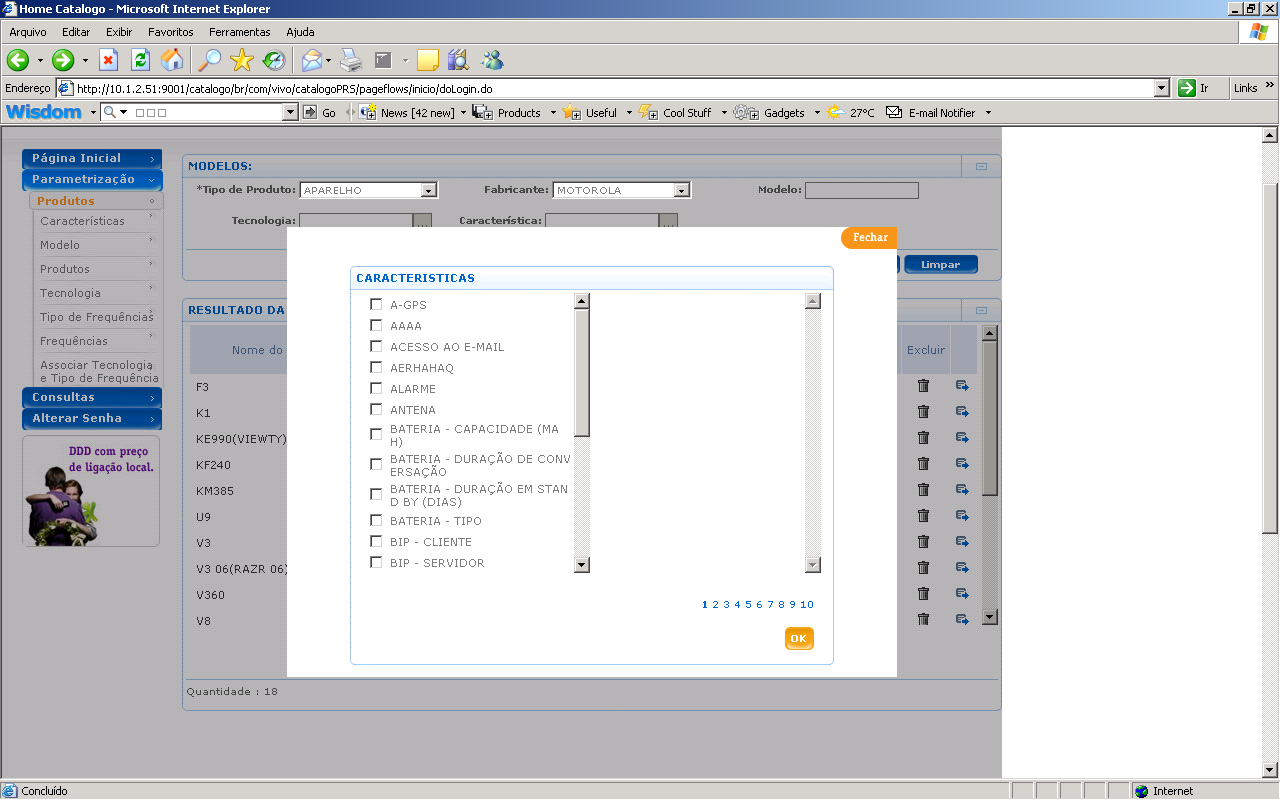 Home Catalogo - Microsoft Internet Explorer
Arquivo Editar Exibir Favoritos Ferramentas Ajuda
Endereço http://10.1.2.51:9001/catalogo/br/com/vivo/catalogoPRS/pageflows/inicio/doLogin.do Ir Links »
Wisdom Go News [42 new] Products Useful Cool Stuff Gadgets 27°C E-mail Notifier
Página Inicial
Parametrização
Produtos
Características
Modelo
Produtos
Tecnologia
Tipo de Frequências
Frequências
Associar Tecnologia
e Tipo de Frequência
Consultas
Alterar Senha
DDD com preço
de ligação local.
MODELOS:
*Tipo de Produto: APARELHO Fabricante: MOTOROLA Modelo:
Tecnologia: ... Característica: ...
Limpar
RESULTADO DA
Nome do Excluir
F3
K1
KE990(VIEWTY)
KF240
KM385
U9
V3
V3 06(RAZR 06)
V360
V8
Quantidade : 18
Fechar
CARACTERISTICAS
A-GPS
AAAA
ACESSO AO E-MAIL
AERHAHAQ
ALARME
ANTENA
BATERIA - CAPACIDADE (MA
H)
BATERIA - DURAÇÃO DE CONV
ERSAÇÃO
BATERIA - DURAÇÃO EM STAN
D BY (DIAS)
BATERIA - TIPO
BIP - CLIENTE
BIP - SERVIDOR
1 2 3 4 5 6 7 8 9 10
OK
Concluído Internet